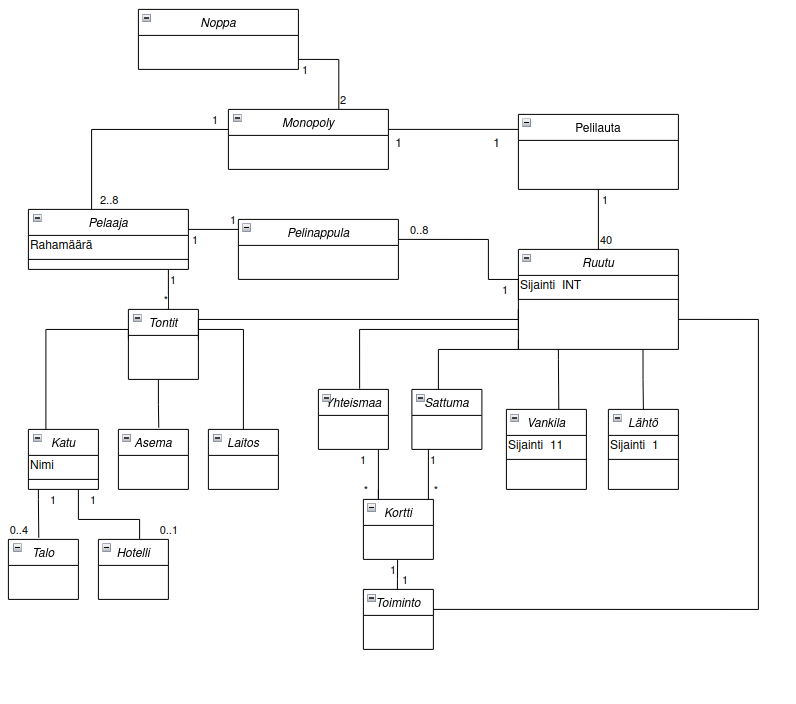 Noppa
1
2
Monopoly
1
1
1
Pelilauta
2..8
1
Pelaaja
Rahamäärä
1
1
Pelinappula
0..8
40
1
Ruutu
Sijainti INT
1
*
Tontit
Yhteismaa
Sattuma
Vankila
Sijainti 11
Lähtö
Sijainti 1
Katu
Nimi
Asema
Laitos
1
1
1
1
*
*
0..4
0..1
Talo
Hotelli
Kortti
1
1
Toiminto